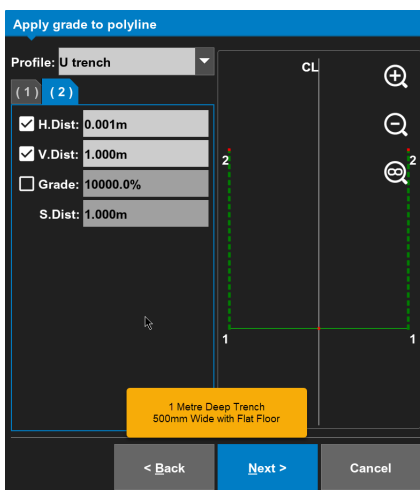 Apply grade to polyline
Profile: U trench
( 1 ) ( 2 )
H.Dist: 0.001m
V.Dist: 1.000m
Grade: 10000.0%
S.Dist: 1.000m
CL
2 2
1 1
1 Metre Deep Trench
500mm Wide with Flat Floor
< Back Next > Cancel